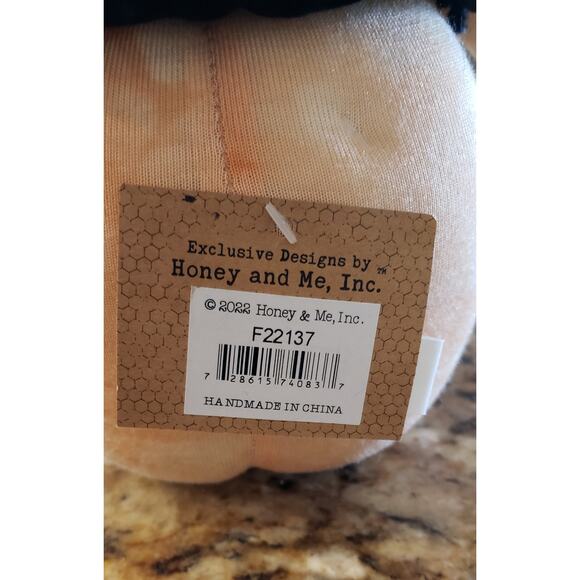 Exclusive Designs by
Honey and Me, Inc.™
© 2022 Honey & Me, Inc.
F22137
7 28615 74083 7
HANDMADE IN CHINA